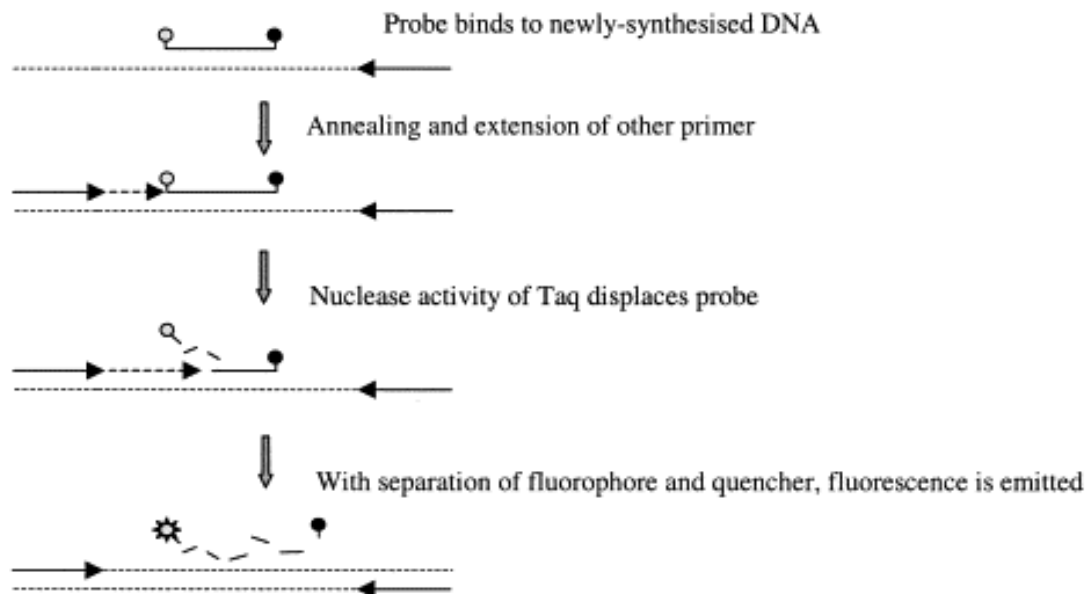 Probe binds to newly-synthesised DNA
Annealing and extension of other primer
Nuclease activity of Taq displaces probe
With separation of fluorophore and quencher, fluorescence is emitted